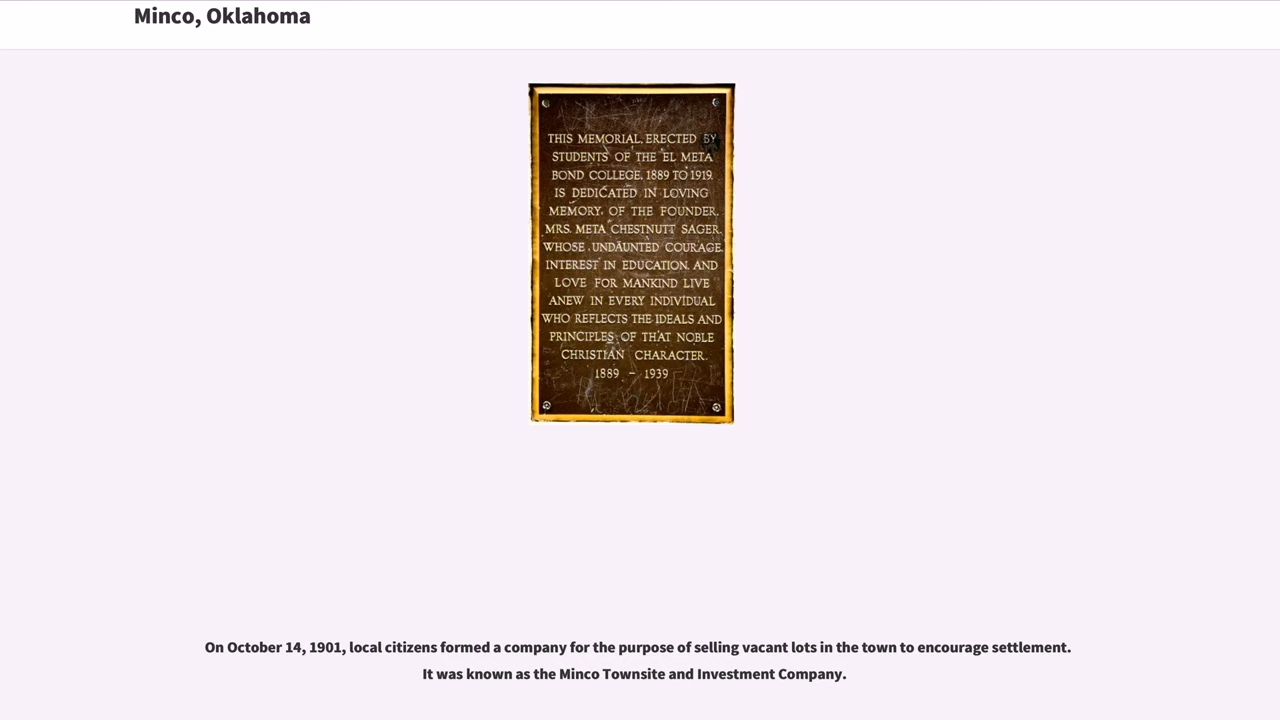 Minco, Oklahoma
THIS MEMORIAL, ERECTED BY
STUDENTS OF THE EL META
BOND COLLEGE, 1889 TO 1919,
IS DEDICATED IN LOVING
MEMORY OF THE FOUNDER,
MRS. META CHESTNUTT SAGER,
WHOSE UNDAUNTED COURAGE,
INTEREST IN EDUCATION, AND
LOVE FOR MANKIND LIVE
ANEW IN EVERY INDIVIDUAL
WHO REFLECTS THE IDEALS AND
PRINCIPLES OF THAT NOBLE
CHRISTIAN CHARACTER.
1889 – 1939
On October 14, 1901, local citizens formed a company for the purpose of selling vacant lots in the town to encourage settlement.
It was known as the Minco Townsite and Investment Company.